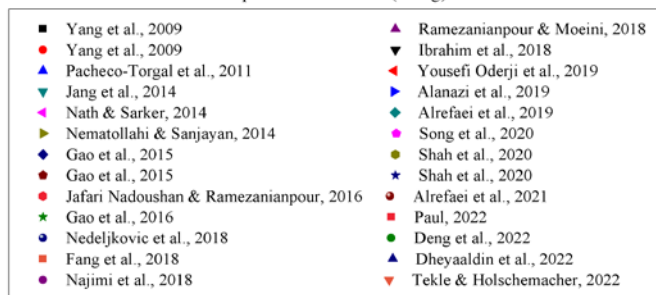 Yang et al., 2009
Yang et al., 2009
Pacheco-Torgal et al., 2011
Jang et al., 2014
Nath & Sarker, 2014
Nematollahi & Sanjayan, 2014
Gao et al., 2015
Gao et al., 2015
Jafari Nadoushan & Ramezanianpour, 2016
Gao et al., 2016
Nedeljkovic et al., 2018
Fang et al., 2018
Najimi et al., 2018
Ramezanianpour & Moeini, 2018
Ibrahim et al., 2018
Yousefi Oderji et al., 2019
Alanazi et al., 2019
Alrefaei et al., 2019
Song et al., 2020
Shah et al., 2020
Shah et al., 2020
Alrefaei et al., 2021
Paul, 2022
Deng et al., 2022
Dheyaaldin et al., 2022
Tekle & Holschemacher, 2022